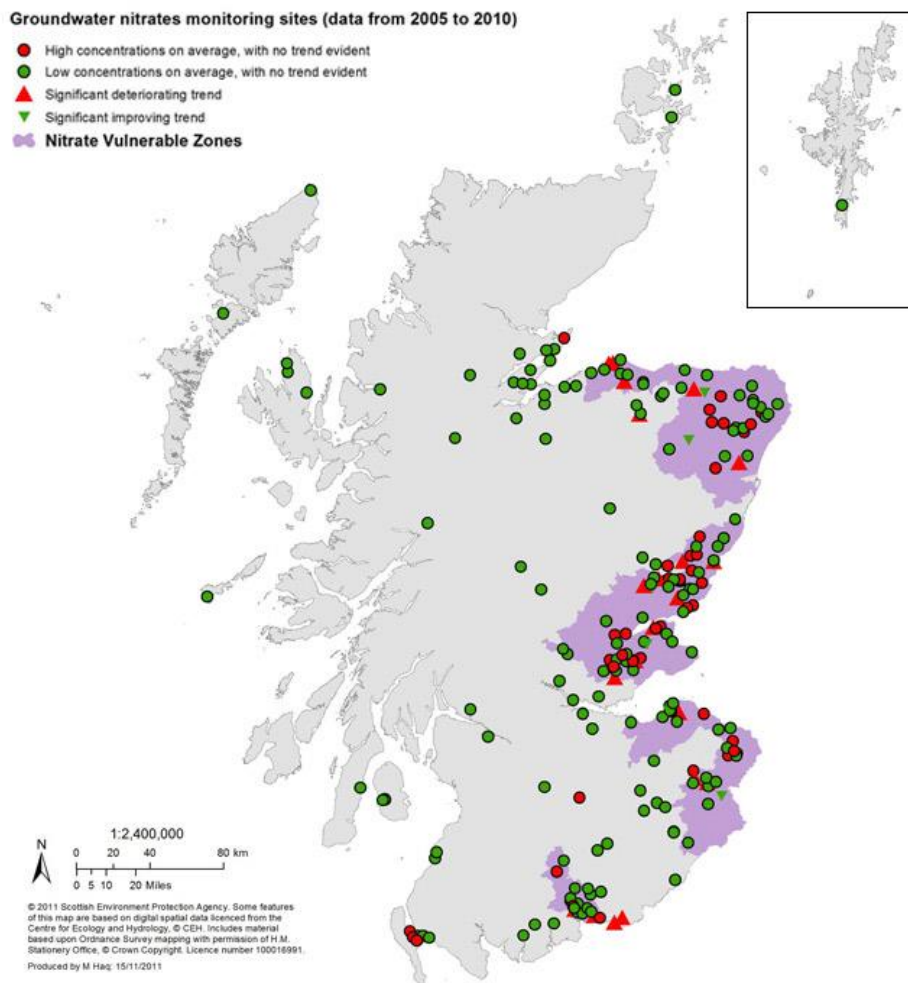 Groundwater nitrates monitoring sites (data from 2005 to 2010)
High concentrations on average, with no trend evident
Low concentrations on average, with no trend evident
Significant deteriorating trend
Significant improving trend
Nitrate Vulnerable Zones
N
1:2,400,000
0 20 40 80 km
0 5 10 20 Miles
© 2011 Scottish Environment Protection Agency. Some features
of this map are based on digital spatial data licenced from the
Centre for Ecology and Hydrology, © CEH. Includes material
based upon Ordnance Survey mapping with permission of H.M.
Stationery Office, © Crown Copyright. Licence number 100016991.
Produced by M Haq: 15/11/2011